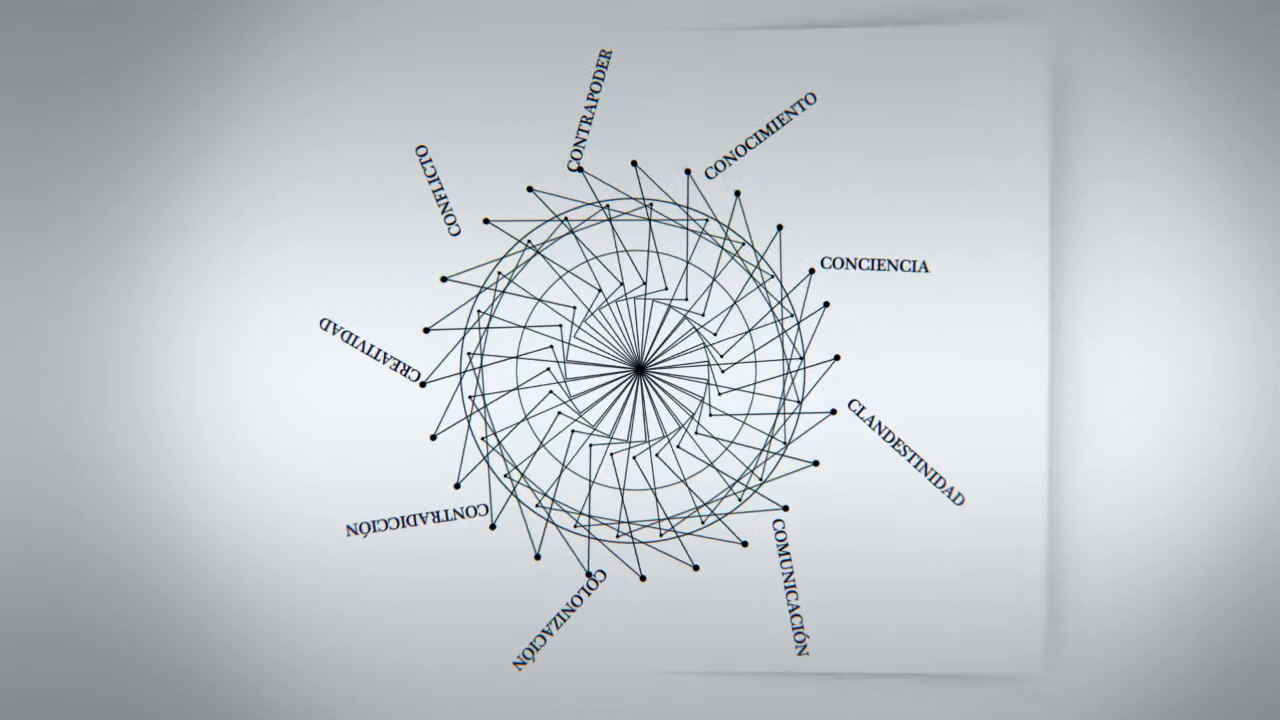 CONTRAPODER
CONOCIMIENTO
CONCIENCIA
CLANDESTINIDAD
COMUNICACIÓN
COLONIZACIÓN
CONTRADICCIÓN
CREATIVIDAD
CONFLICTO